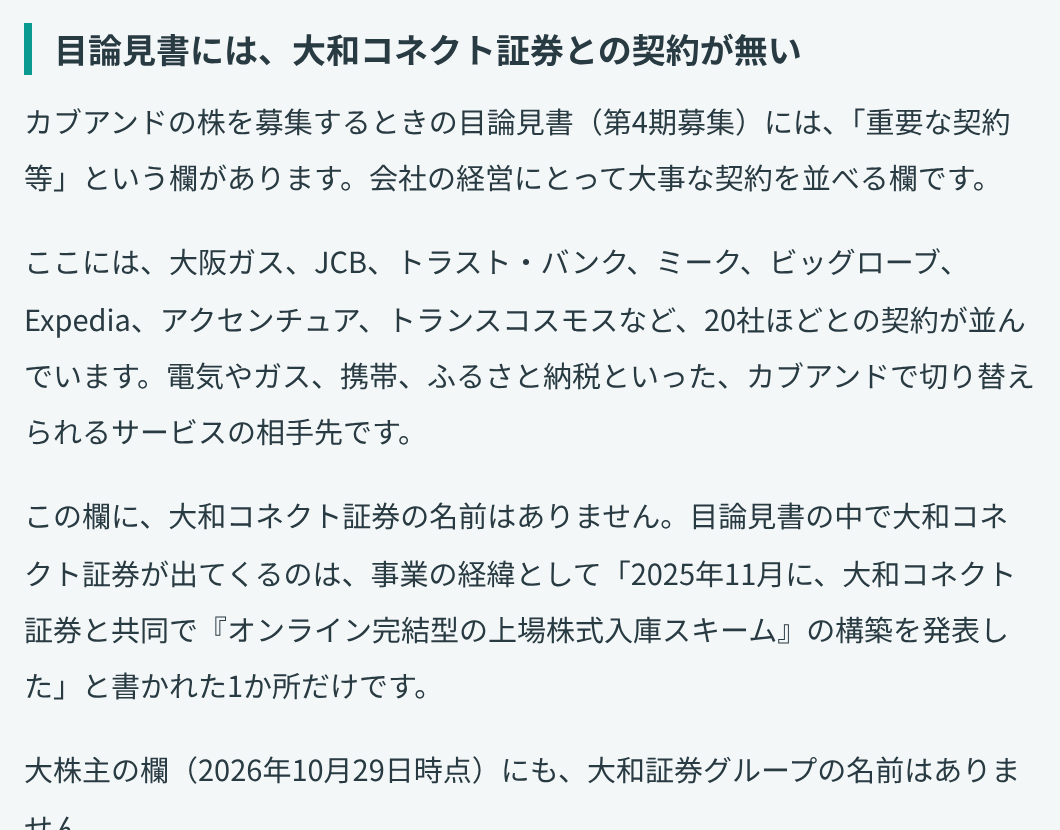 目論見書には、大和コネクト証券との契約が無い
カブアンドの株を募集するときの目論見書（第4期募集）には、「重要な契約
等」という欄があります。会社の経営にとって大事な契約を並べる欄です。
ここには、大阪ガス、JCB、トラスト・バンク、ミーク、ビッグローブ、
Expedia、アクセンチュア、トランスコスモスなど、20社ほどとの契約が並ん
でいます。電気やガス、携帯、ふるさと納税といった、カブアンドで切り替え
られるサービスの相手先です。
この欄に、大和コネクト証券の名前はありません。目論見書の中で大和コネ
クト証券が出てくるのは、事業の経緯として「2025年11月に、大和コネクト
証券と共同で『オンライン完結型の上場株式入庫スキーム』の構築を発表し
た」と書かれた1か所だけです。
大株主の欄（2026年10月29日時点）にも、大和証券グループの名前はありま
せん